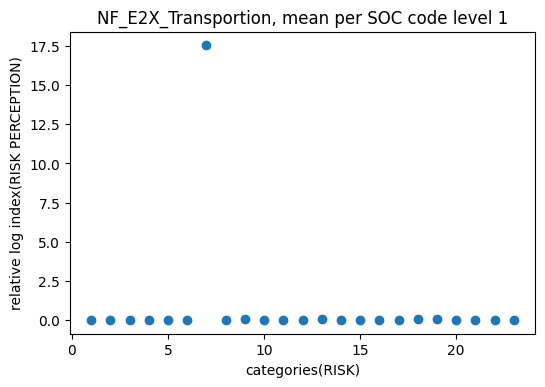 NF_E2X_Transportion, mean per SOC code level 1
relative log index(RISK PERCEPTION)
17.5
15.0
12.5
10.0
7.5
5.0
2.5
0.0
0 5 10 15 20
categories(RISK)